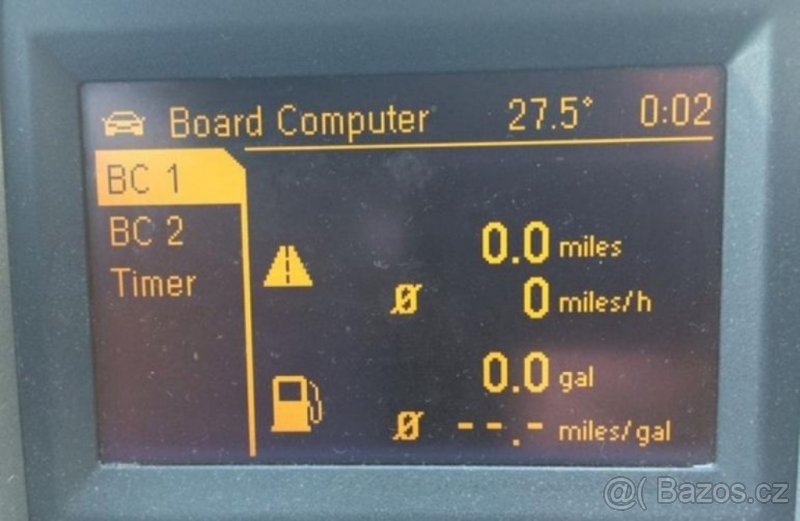 Board Computer 27.5° 0:02
BC 1
BC 2
Timer
0.0 miles
Ø 0 miles/h
0.0 gal
Ø --.- miles/gal
@( Bazos.cz